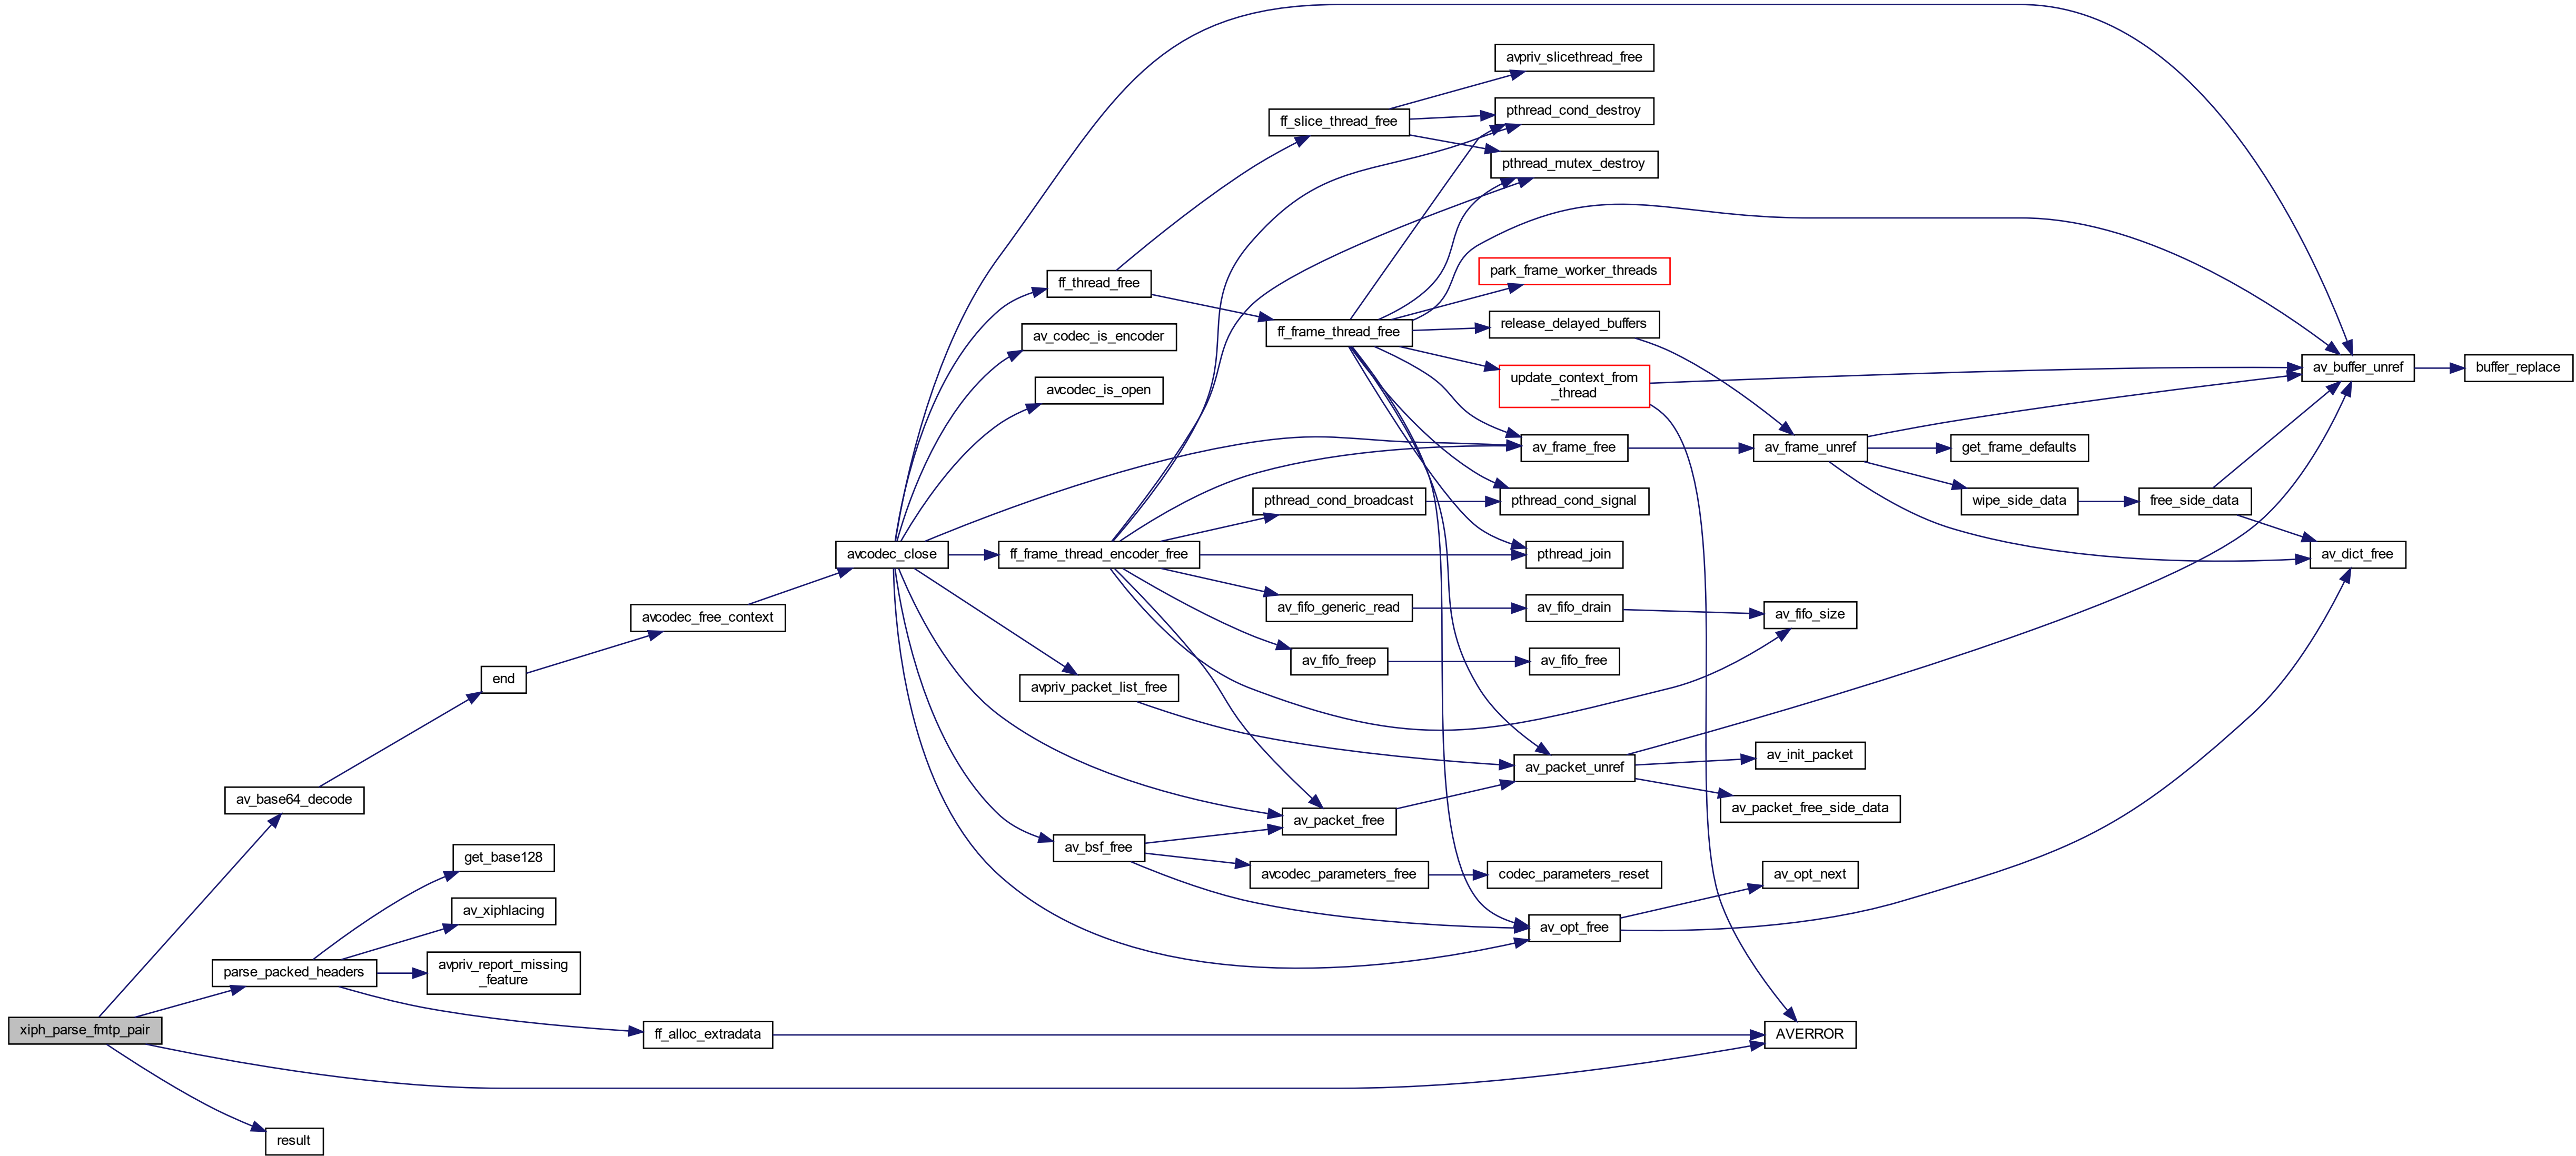 avpriv_slicethread_free
pthread_cond_destroy
ff_slice_thread_free
pthread_mutex_destroy
park_frame_worker_threads
ff_thread_free
release_delayed_buffers
ff_frame_thread_free
av_codec_is_encoder
av_buffer_unref
buffer_replace
update_context_from
_thread
avcodec_is_open
av_frame_free
av_frame_unref
get_frame_defaults
pthread_cond_broadcast
pthread_cond_signal
wipe_side_data
free_side_data
avcodec_close
ff_frame_thread_encoder_free
pthread_join
av_dict_free
avcodec_free_context
av_fifo_generic_read
av_fifo_drain
av_fifo_size
av_fifo_freep
av_fifo_free
end
avpriv_packet_list_free
av_init_packet
av_packet_unref
av_base64_decode
av_packet_free_side_data
av_packet_free
av_bsf_free
get_base128
avcodec_parameters_free
codec_parameters_reset
av_opt_next
av_xiphlacing
av_opt_free
parse_packed_headers
avpriv_report_missing
_feature
xiph_parse_fmtp_pair
ff_alloc_extradata
AVERROR
result